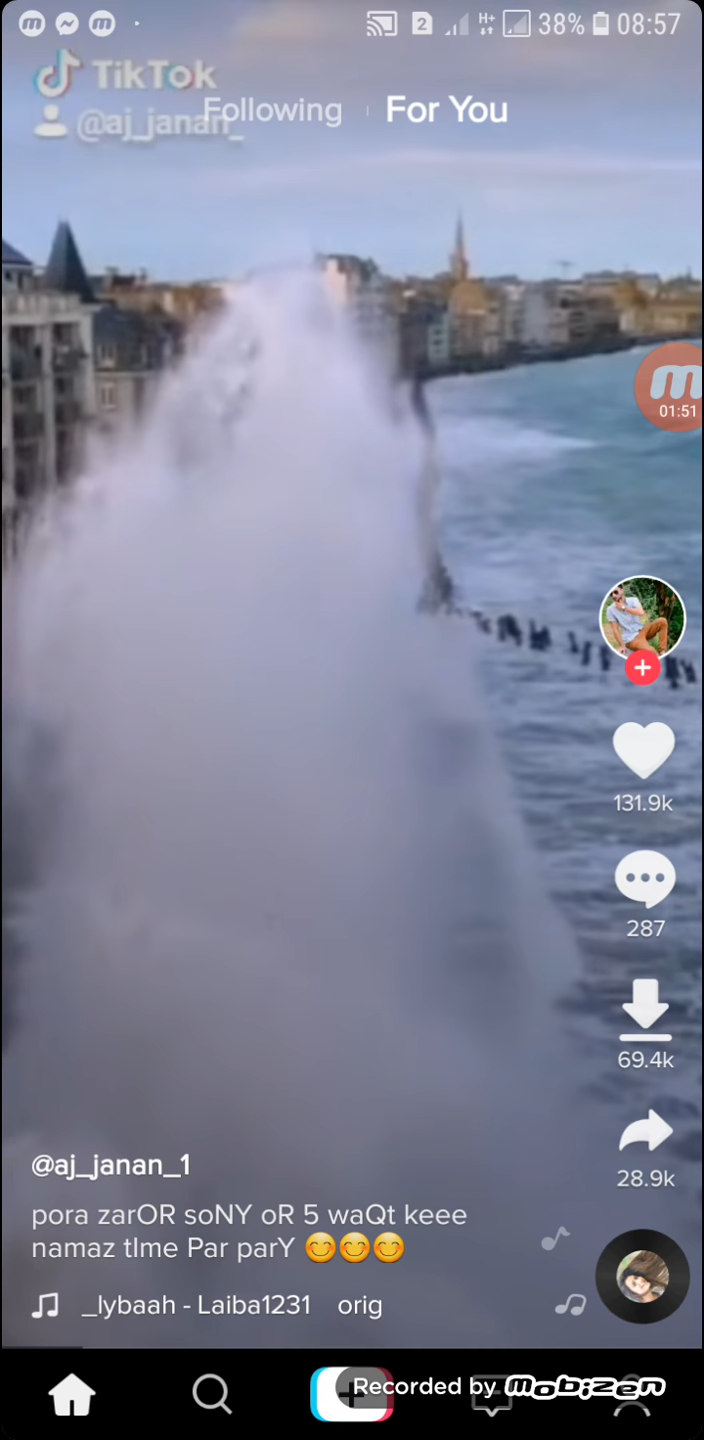 2 H+ 38% 08:57
TikTok
@aj_janan_
Following For You
01:51
131.9k
287
69.4k
28.9k
@aj_janan_1
pora zarOR soNY oR 5 waQt keee
namaz tIme Par parY 😊😊😊
_lybaah - Laiba1231 orig
Recorded by mobizen